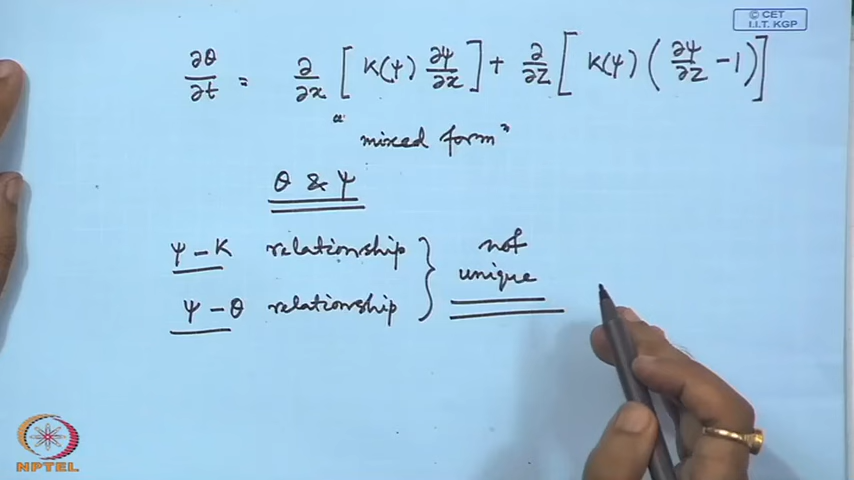 © CET
I.I.T. KGP
∂θ/∂t = ∂/∂x [ K(ψ) ∂ψ/∂x ] + ∂/∂z [ K(ψ) ( ∂ψ/∂z - 1 ) ]
"mixed form"
θ & ψ
ψ - K relationship
ψ - θ relationship
not
unique
NPTEL